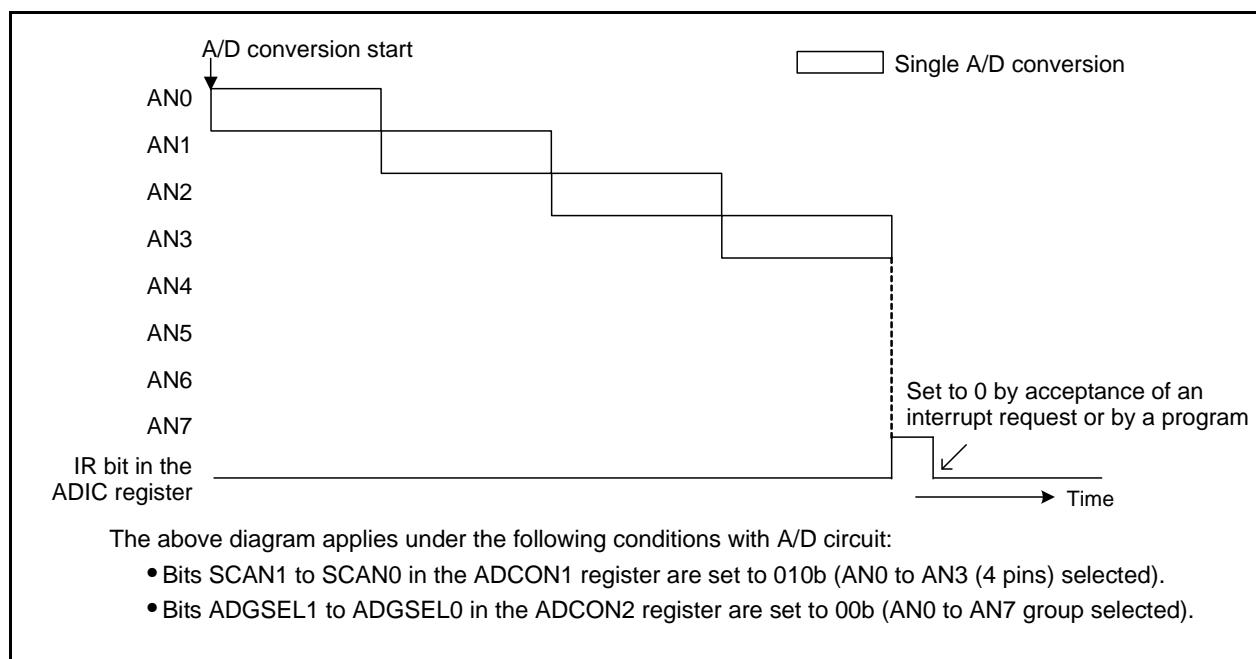 A/D conversion start
Single A/D conversion
AN0
AN1
AN2
AN3
AN4
AN5
AN6
AN7
Set to 0 by acceptance of an
interrupt request or by a program
IR bit in the
ADIC register
Time
The above diagram applies under the following conditions with A/D circuit:
• Bits SCAN1 to SCAN0 in the ADCON1 register are set to 010b (AN0 to AN3 (4 pins) selected).
• Bits ADGSEL1 to ADGSEL0 in the ADCON2 register are set to 00b (AN0 to AN7 group selected).